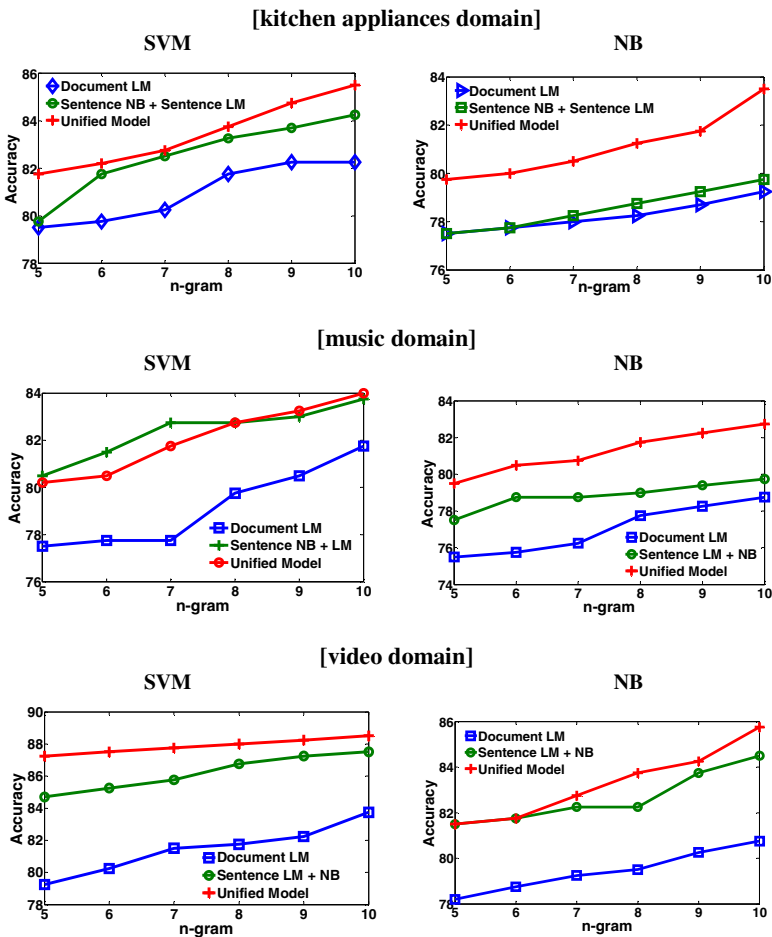 [kitchen appliances domain]
SVM
NB
86
84
82
80
78
Accuracy
Document LM
Sentence NB + Sentence LM
Unified Model
5 6 7 8 9 10
n-gram
84
82
80
78
76
Accuracy
Document LM
Sentence NB + Sentence LM
Unified Model
5 6 7 8 9 10
n-gram
[music domain]
SVM
NB
84
82
80
78
76
Accuracy
Document LM
Sentence NB + LM
Unified Model
5 6 7 8 9 10
n-gram
84
82
80
78
76
74
Accuracy
Document LM
Sentence LM + NB
Unified Model
5 6 7 8 9 10
n-gram
[video domain]
SVM
NB
90
88
86
84
82
80
78
Accuracy
Document LM
Sentence LM + NB
Unified Model
5 6 7 8 9 10
n-gram
86
84
82
80
78
Accuracy
Document LM
Sentence LM + NB
Unified Model
5 6 7 8 9 10
n-gram